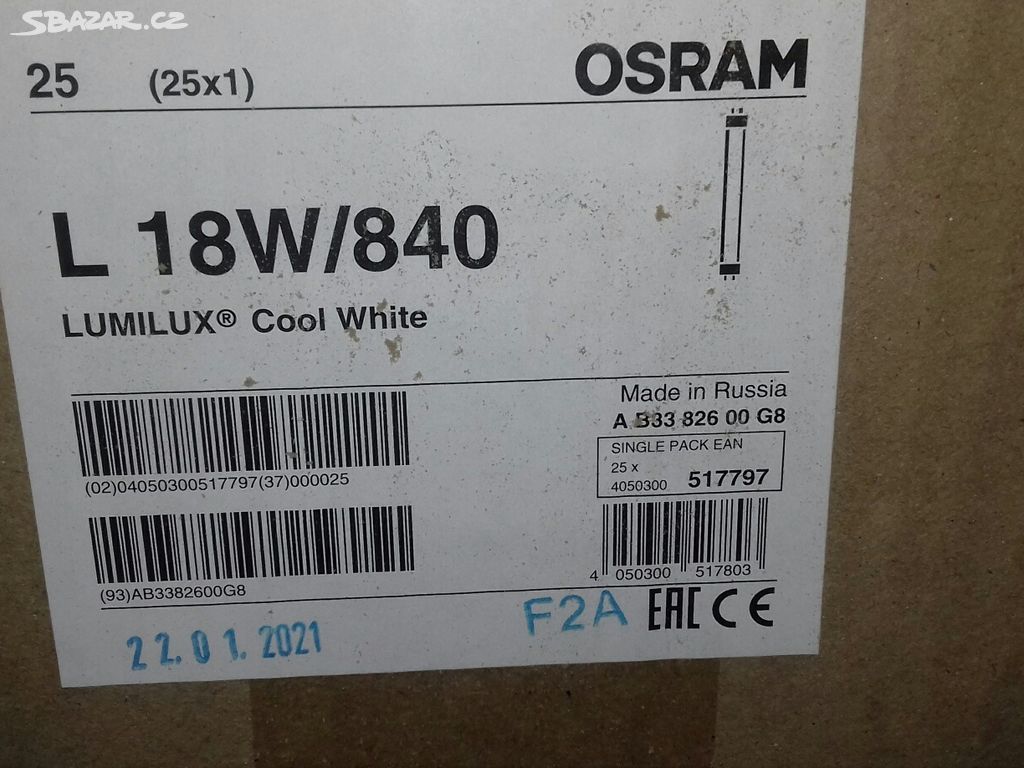 SBAZAR.CZ
25 (25x1) OSRAM
L 18W/840
LUMILUX® Cool White
Made in Russia
A B33 826 00 G8
SINGLE PACK EAN
25 x
4050300 517797
(02)04050300517797(37)000025
4 050300 517803
(93)AB3382600G8
22.01.2021 F2A EAC CE